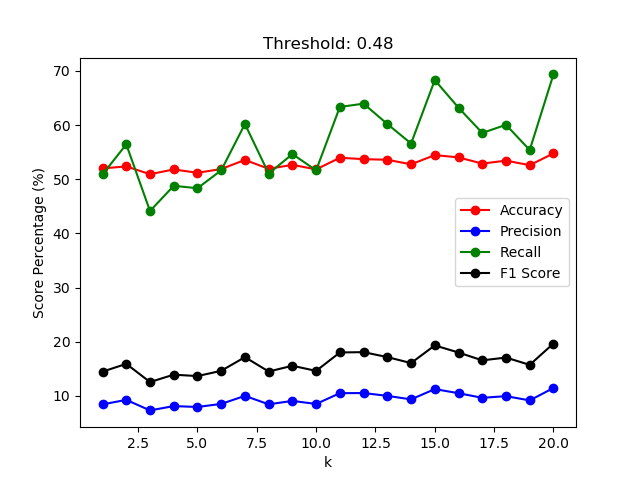 Threshold: 0.48
Score Percentage (%)
70
60
50
40
30
20
10
Accuracy
Precision
Recall
F1 Score
2.5 5.0 7.5 10.0 12.5 15.0 17.5 20.0
k